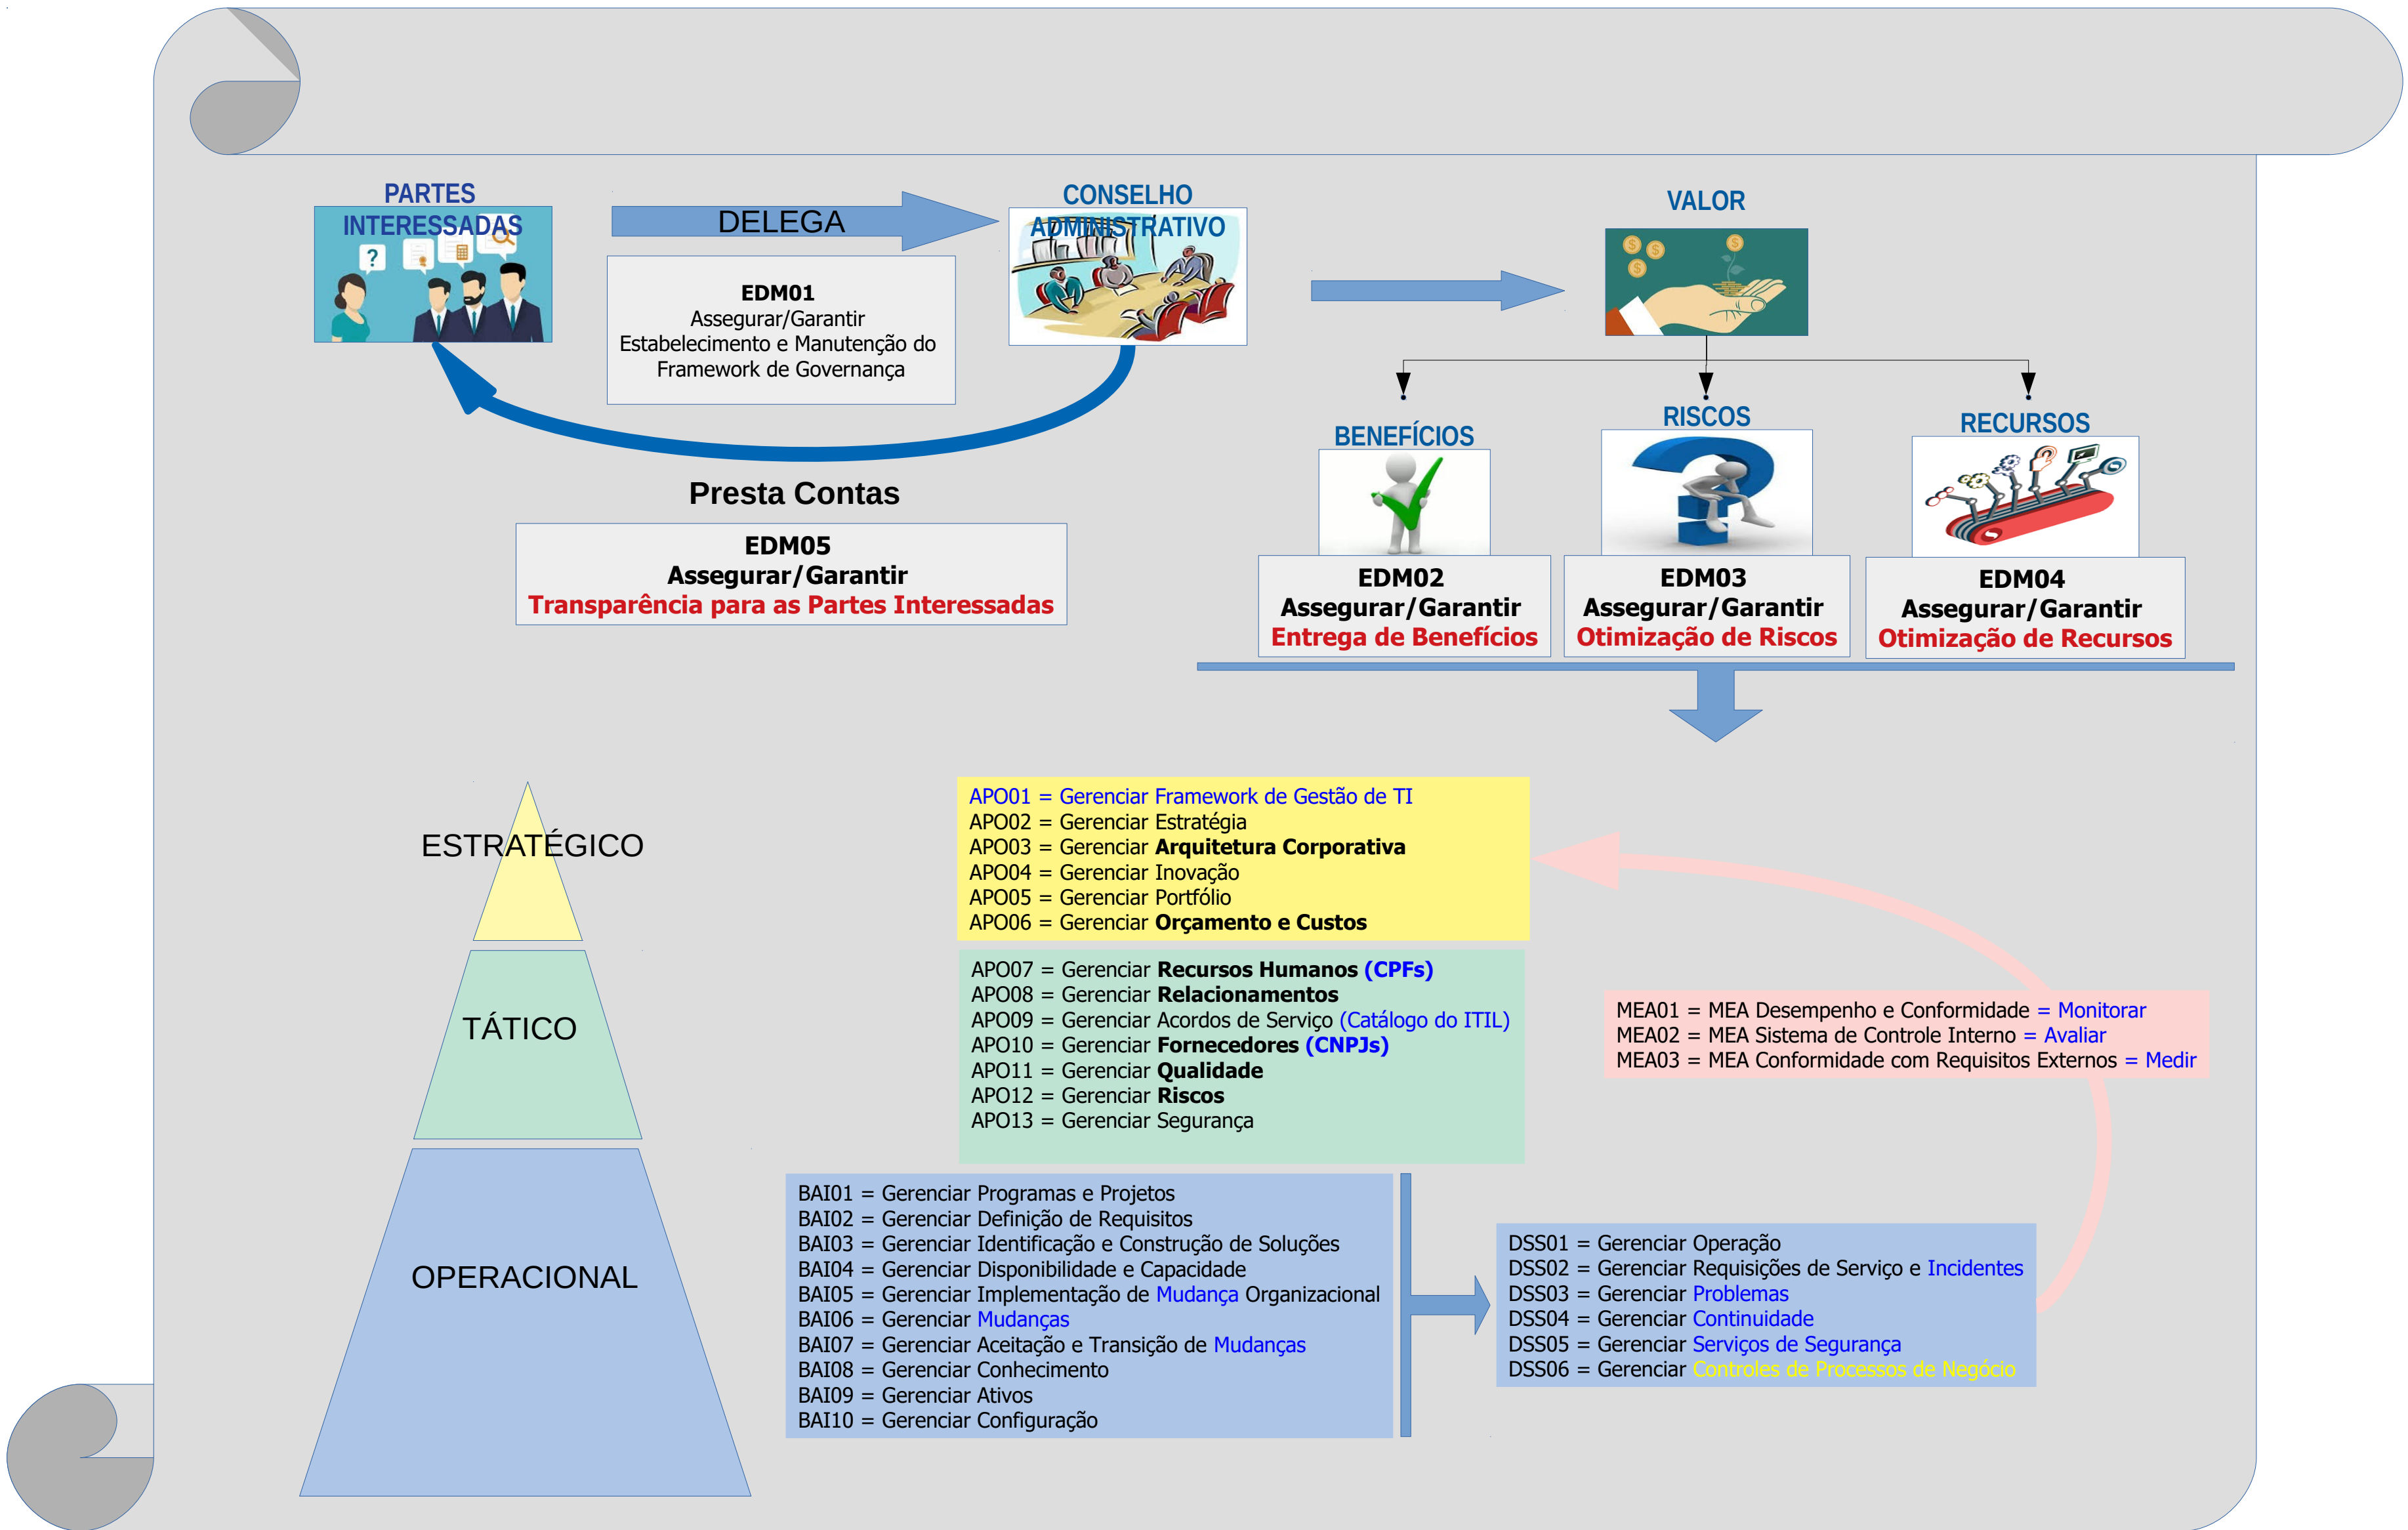 PARTES
INTERESSADAS
?
DELEGA
EDM01
Assegurar/Garantir
Estabelecimento e Manutenção do
Framework de Governança
CONSELHO
ADMINISTRATIVO
VALOR
$
$
$
$
Presta Contas
EDM05
Assegurar/Garantir
Transparência para as Partes Interessadas
BENEFÍCIOS
EDM02
Assegurar/Garantir
Entrega de Benefícios
RISCOS
EDM03
Assegurar/Garantir
Otimização de Riscos
RECURSOS
EDM04
Assegurar/Garantir
Otimização de Recursos
ESTRATÉGICO
TÁTICO
OPERACIONAL
APO01 = Gerenciar Framework de Gestão de TI
APO02 = Gerenciar Estratégia
APO03 = Gerenciar Arquitetura Corporativa
APO04 = Gerenciar Inovação
APO05 = Gerenciar Portfólio
APO06 = Gerenciar Orçamento e Custos
APO07 = Gerenciar Recursos Humanos (CPFs)
APO08 = Gerenciar Relacionamentos
APO09 = Gerenciar Acordos de Serviço (Catálogo do ITIL)
APO10 = Gerenciar Fornecedores (CNPJs)
APO11 = Gerenciar Qualidade
APO12 = Gerenciar Riscos
APO13 = Gerenciar Segurança
MEA01 = MEA Desempenho e Conformidade = Monitorar
MEA02 = MEA Sistema de Controle Interno = Avaliar
MEA03 = MEA Conformidade com Requisitos Externos = Medir
BAI01 = Gerenciar Programas e Projetos
BAI02 = Gerenciar Definição de Requisitos
BAI03 = Gerenciar Identificação e Construção de Soluções
BAI04 = Gerenciar Disponibilidade e Capacidade
BAI05 = Gerenciar Implementação de Mudança Organizacional
BAI06 = Gerenciar Mudanças
BAI07 = Gerenciar Aceitação e Transição de Mudanças
BAI08 = Gerenciar Conhecimento
BAI09 = Gerenciar Ativos
BAI10 = Gerenciar Configuração
DSS01 = Gerenciar Operação
DSS02 = Gerenciar Requisições de Serviço e Incidentes
DSS03 = Gerenciar Problemas
DSS04 = Gerenciar Continuidade
DSS05 = Gerenciar Serviços de Segurança
DSS06 = Gerenciar Controles de Processos de Negócio